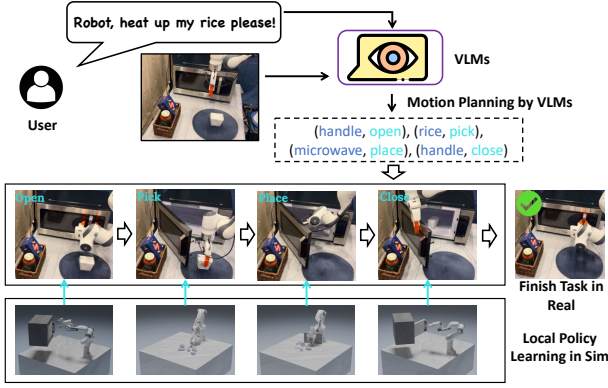 Robot, heat up my rice please!
VLMs
User
Motion Planning by VLMs
(handle, open), (rice, pick),
(microwave, place), (handle, close)
Open
Pick
Place
Close
Finish Task in
Real
Local Policy
Learning in Sim